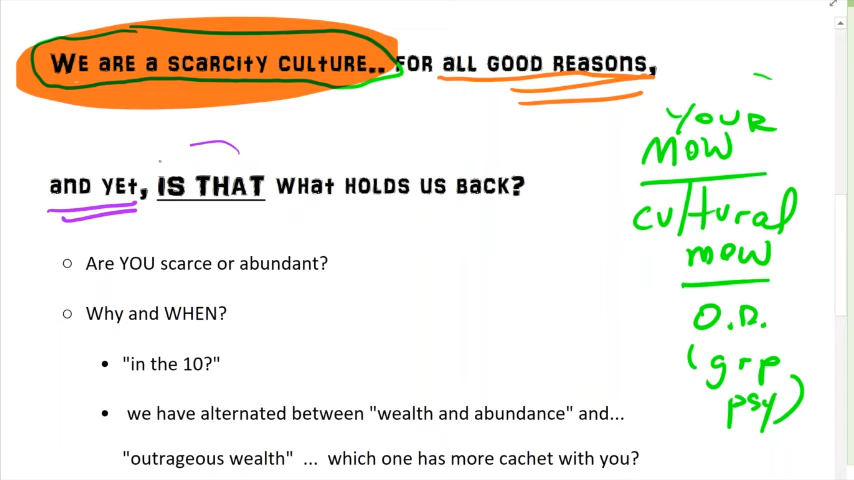 WE ARE A SCARCITY CULTURE.. FOR ALL GOOD REASONS,
AND YET, IS THAT WHAT HOLDS US BACK?
○ Are YOU scarce or abundant?
○ Why and WHEN?
• "in the 10?"
• we have alternated between "wealth and abundance" and...
"outrageous wealth" ... which one has more cachet with you?
YOUR
MOW
cultural
mow
O.D.
(grp
psy)